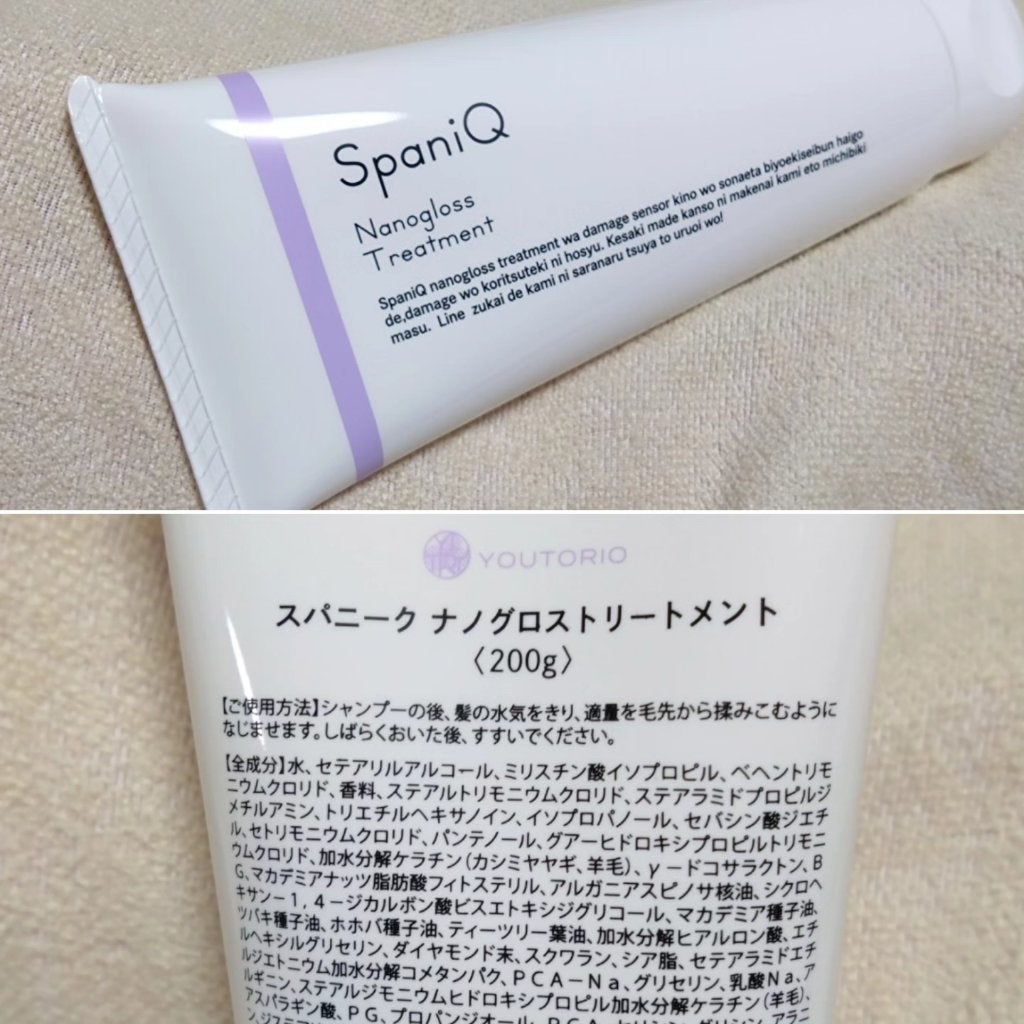 SpaniQ
Nanogloss
Treatment
SpaniQ nanogloss treatment wa damage sensor kino wo sonaeta biyoekiseibun haigo
de,damage wo koritsuteki ni hosyu. Kesaki made kanso ni makenai kami eto michibiki
masu. Line zukai de kami ni saranaru tsuya to uruoi wo!
YOUTORIO
スパニーク ナノグロストリートメント
〈200g〉
【ご使用方法】シャンプーの後、髪の水気をきり、適量を毛先から揉みこむように
なじませます。しばらくおいた後、すすいでください。
【全成分】水、セテアリルアルコール、ミリスチン酸イソプロピル、ベヘントリモ
ニウムクロリド、香料、ステアルトリモニウムクロリド、ステアラミドプロピルジ
メチルアミン、トリエチルヘキサノイン、イソプロパノール、セバシン酸ジエチ
ル、セトリモニウムクロリド、パンテノール、グアーヒドロキシプロピルトリモニ
ウムクロリド、加水分解ケラチン（カシミヤヤギ、羊毛）、γ－ドコサラクトン、B
G、マカデミアナッツ脂肪酸フィトステリル、アルガニアスピノサ核油、シクロヘ
キサン－1，4－ジカルボン酸ビスエトキシジグリコール、マカデミア種子油、
ツバキ種子油、ホホバ種子油、ティーツリー葉油、加水分解ヒアルロン酸、エチ
ルヘキシルグリセリン、ダイヤモンド末、スクワラン、シア脂、セテアラミドエチ
ルジエトニウム加水分解コメタンパク、PCA－Na、グリセリン、乳酸Na、ア
ルギニン、ステアルジモニウムヒドロキシプロピル加水分解ケラチン（羊毛）、
アスパラギン酸、PG、プロパンジオール、PCA、